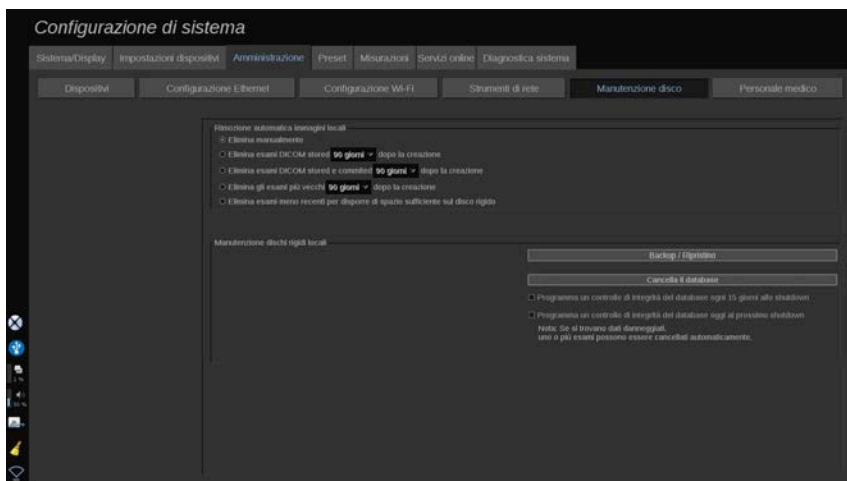 Configurazione di sistema
Sistema/Display Impostazioni dispositivi Amministrazione Preset Misurazioni Servizi online Diagnostica sistema
Dispositivi Configurazione Ethernet Configurazione Wi-Fi Strumenti di rete Manutenzione disco Personale medico
Rimozione automatica immagini locali
Elimina manualmente
Elimina esami DICOM stored 90 giorni dopo la creazione
Elimina esami DICOM stored e commited 90 giorni dopo la creazione
Elimina gli esami più vecchi 90 giorni dopo la creazione
Elimina esami meno recenti per disporre di spazio sufficiente sul disco rigido
Manutenzione dischi rigidi locali
Backup / Ripristino
Cancella il database
Programma un controllo di integrità del database ogni 15 giorni allo shutdown
Programma un controllo di integrità del database oggi al prossimo shutdown
Nota: Se si trovano dati danneggiati,
uno o più esami possono essere cancellati automaticamente.